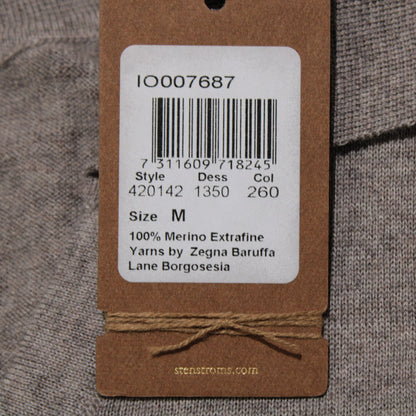 IO007687
7 311609 718245
Style Dess Col
420142 1350 260
Size M
100% Merino Extrafine
Yarns by Zegna Baruffa
Lane Borgosesia
stenstroms.com